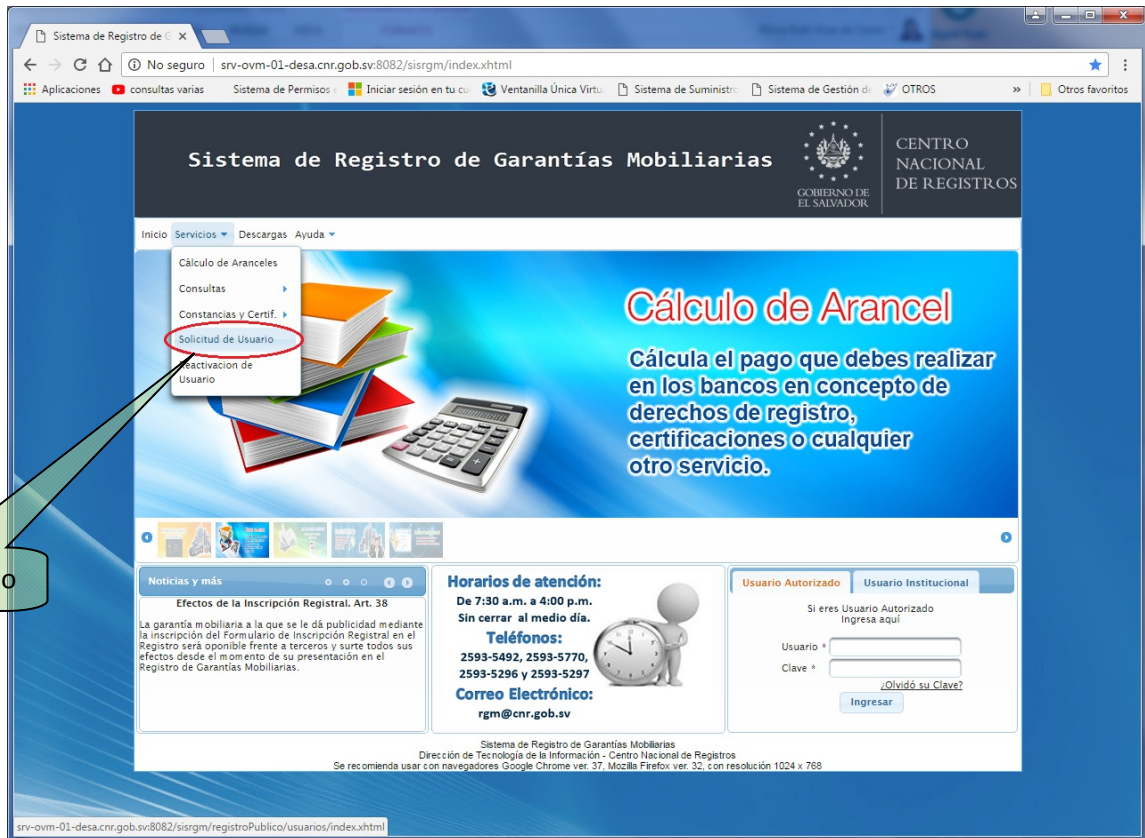 Sistema de Registro de G
No seguro | srv-ovm-01-desa.cnr.gob.sv:8082/sisrgm/index.xhtml
Aplicaciones consultas varias Sistema de Permisos e Iniciar sesión en tu cu Ventanilla Única Virtu Sistema de Suministro Sistema de Gestión de OTROS » Otros favoritos
Sistema de Registro de Garantías Mobiliarias
GOBIERNO DE
EL SALVADOR
CENTRO
NACIONAL
DE REGISTROS
Inicio Servicios Descargas Ayuda
Cálculo de Aranceles
Consultas
Constancias y Certif.
Solicitud de Usuario
Reactivacion de
Usuario
Cálculo de Arancel
Cálcula el pago que debes realizar
en los bancos en concepto de
derechos de registro,
certificaciones o cualquier
otro servicio.
o
Noticias y más
Efectos de la Inscripción Registral. Art. 38
La garantía mobiliaria a la que se le dá publicidad mediante
la inscripción del Formulario de Inscripción Registral en el
Registro será oponible frente a terceros y surte todos sus
efectos desde el momento de su presentación en el
Registro de Garantías Mobiliarias.
Horarios de atención:
De 7:30 a.m. a 4:00 p.m.
Sin cerrar al medio día.
Teléfonos:
2593-5492, 2593-5770,
2593-5296 y 2593-5297
Correo Electrónico:
rgm@cnr.gob.sv
Usuario Autorizado Usuario Institucional
Si eres Usuario Autorizado
Ingresa aquí
Usuario *
Clave *
¿Olvidó su Clave?
Ingresar
Sistema de Registro de Garantías Mobiliarias
Dirección de Tecnología de la Información - Centro Nacional de Registros
Se recomienda usar con navegadores Google Chrome ver. 37, Mozilla Firefox ver. 32, con resolución 1024 x 768
srv-ovm-01-desa.cnr.gob.sv:8082/sisrgm/registroPublico/usuarios/index.xhtml